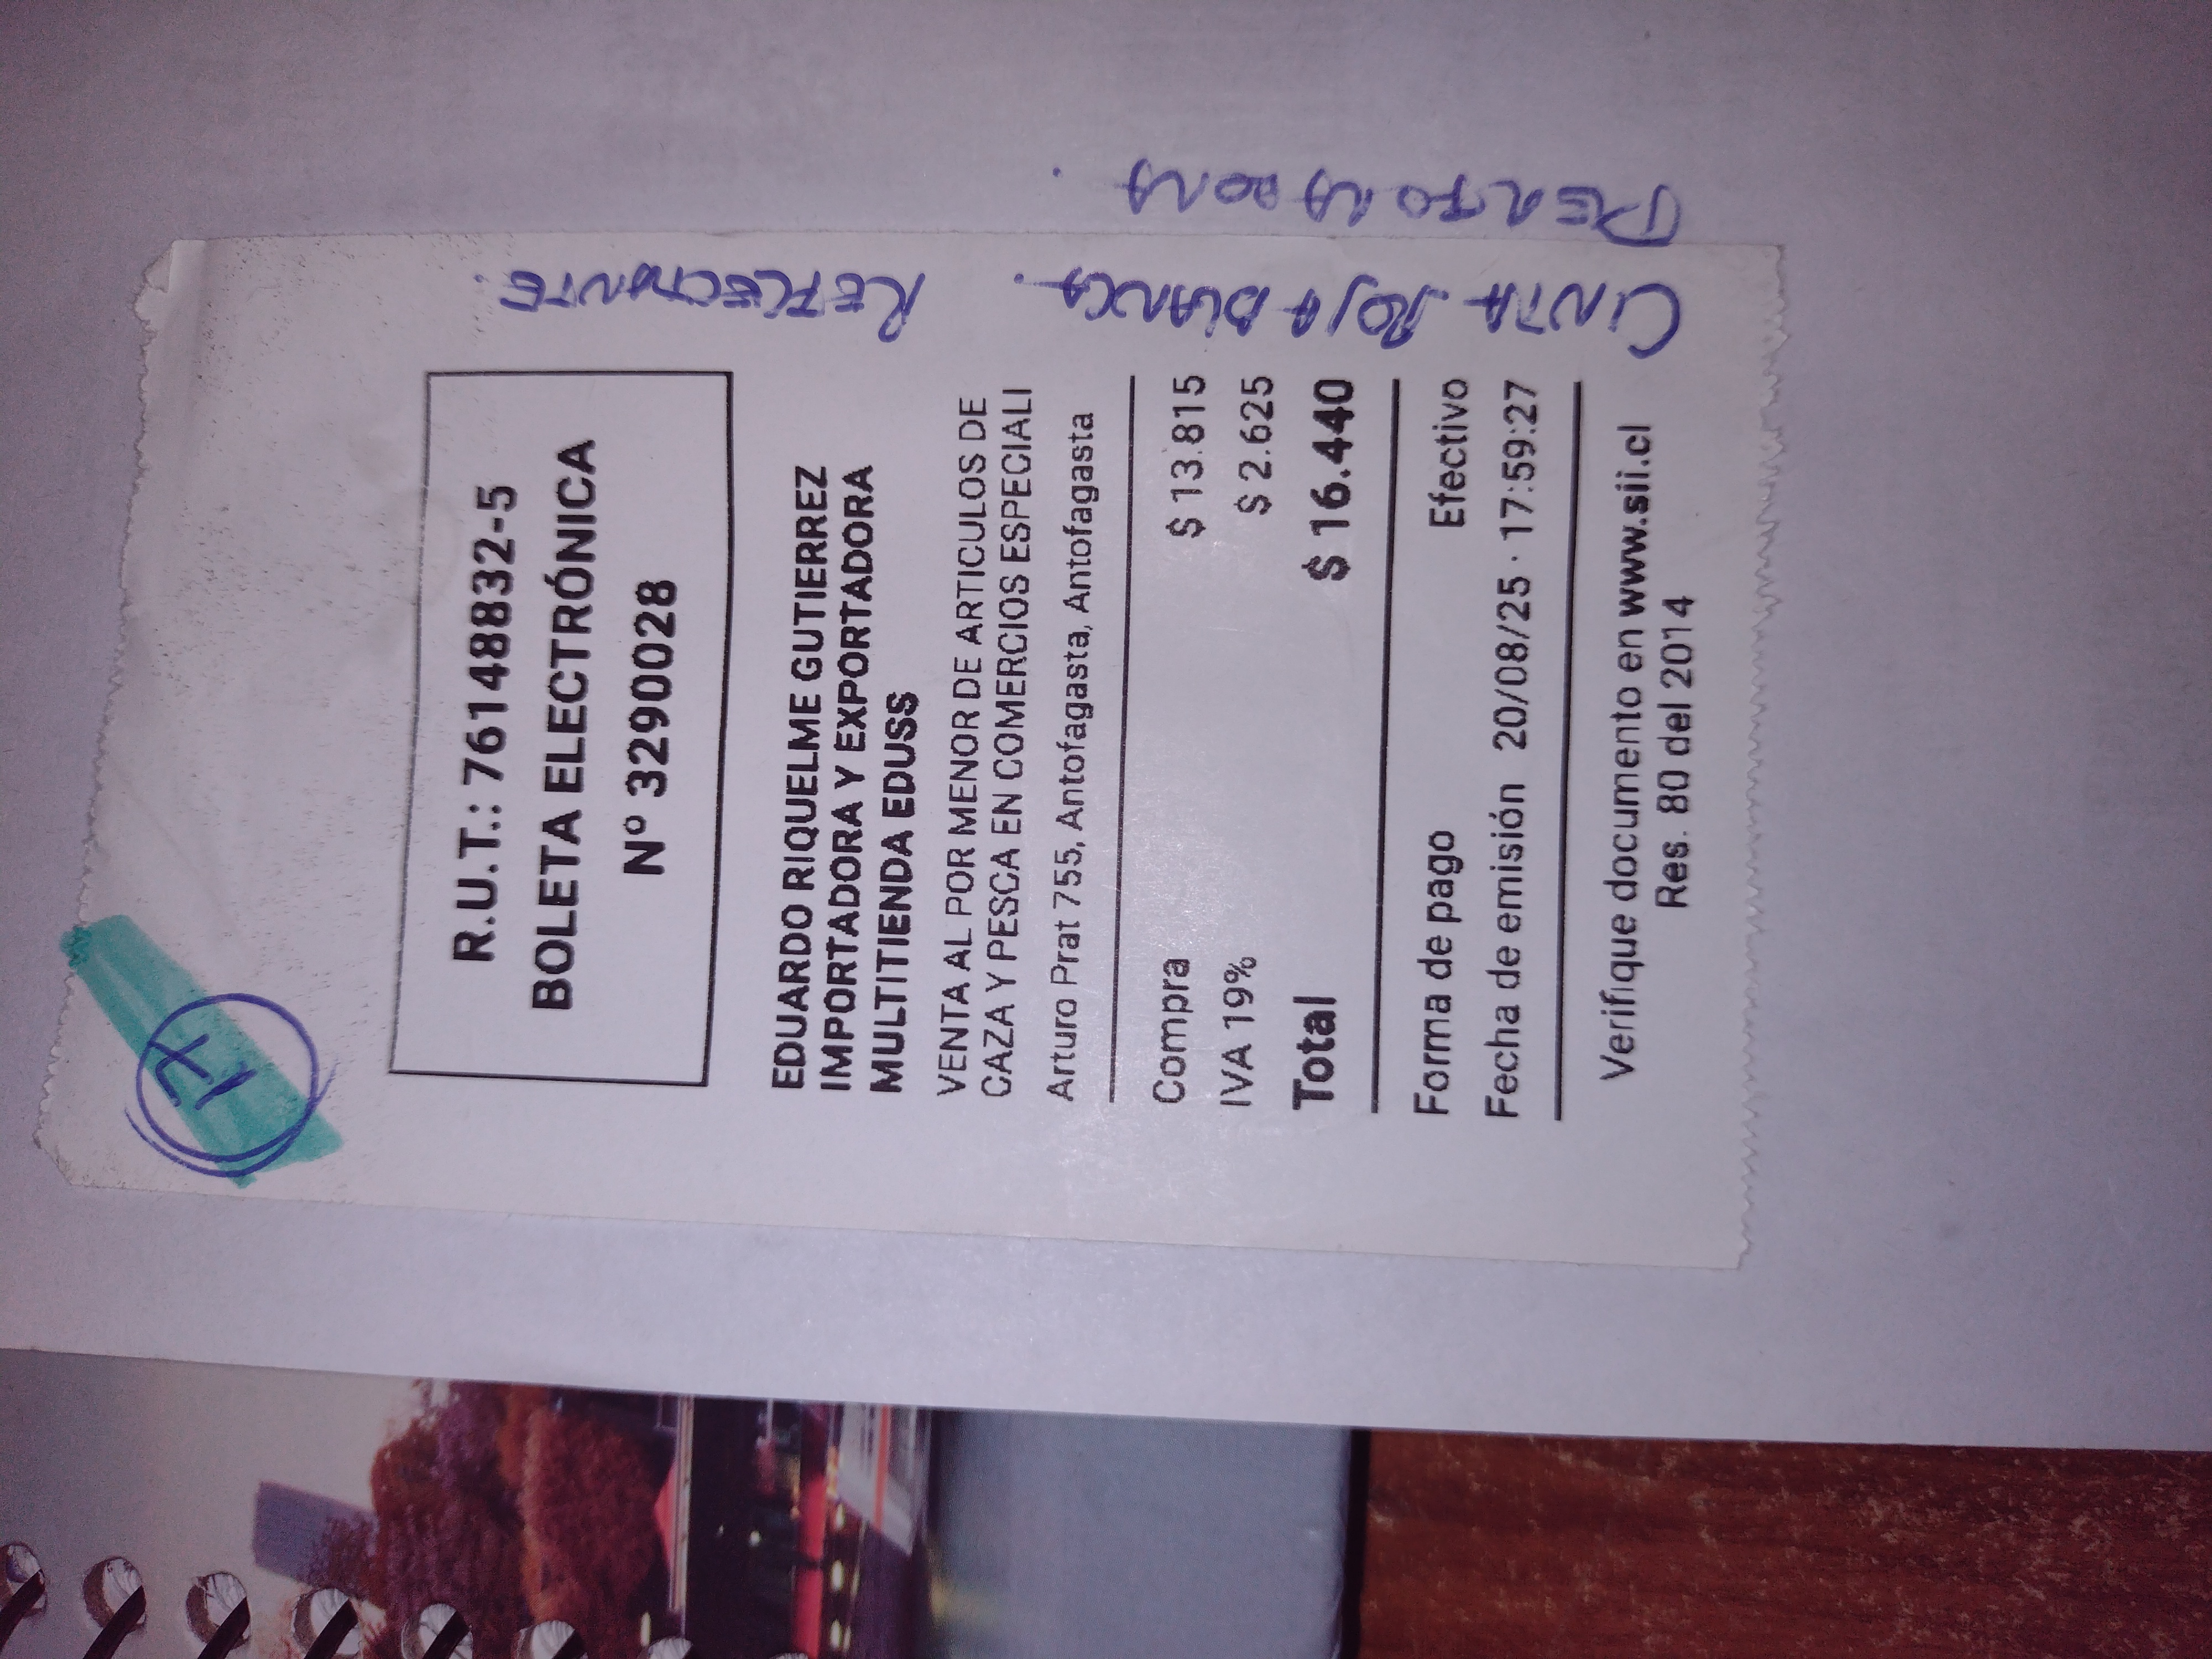 17
R.U.T.: 76148832-5
BOLETA ELECTRÓNICA
Nº 3290028
EDUARDO RIQUELME GUTIERREZ
IMPORTADORA Y EXPORTADORA
MULTITIENDA EDUSS
VENTA AL POR MENOR DE ARTICULOS DE
CAZA Y PESCA EN COMERCIOS ESPECIALI
Arturo Prat 755, Antofagasta, Antofagasta
Compra $ 13.815
IVA 19% $ 2.625
Total $ 16.440
Forma de pago Efectivo
Fecha de emisión 20/08/25 · 17:59:27
Verifique documento en www.sii.cl
Res. 80 del 2014
CINTA ROJA BLANCA. REFLECTANTE.
PERFORADORA.